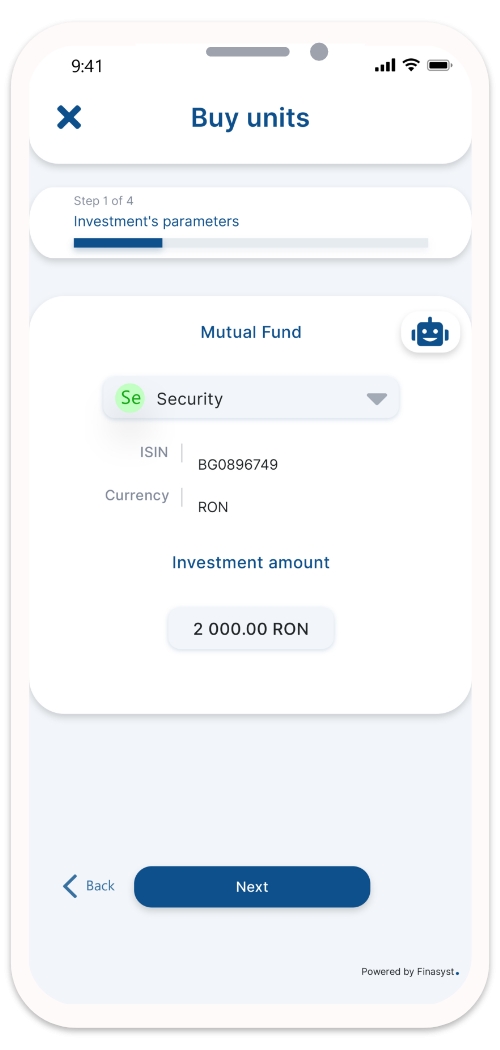 9:41
Buy units
Step 1 of 4
Investment's parameters
Mutual Fund
Se Security
ISIN
BG0896749
Currency
RON
Investment amount
2 000.00 RON
Back
Next
Powered by Finasyst.